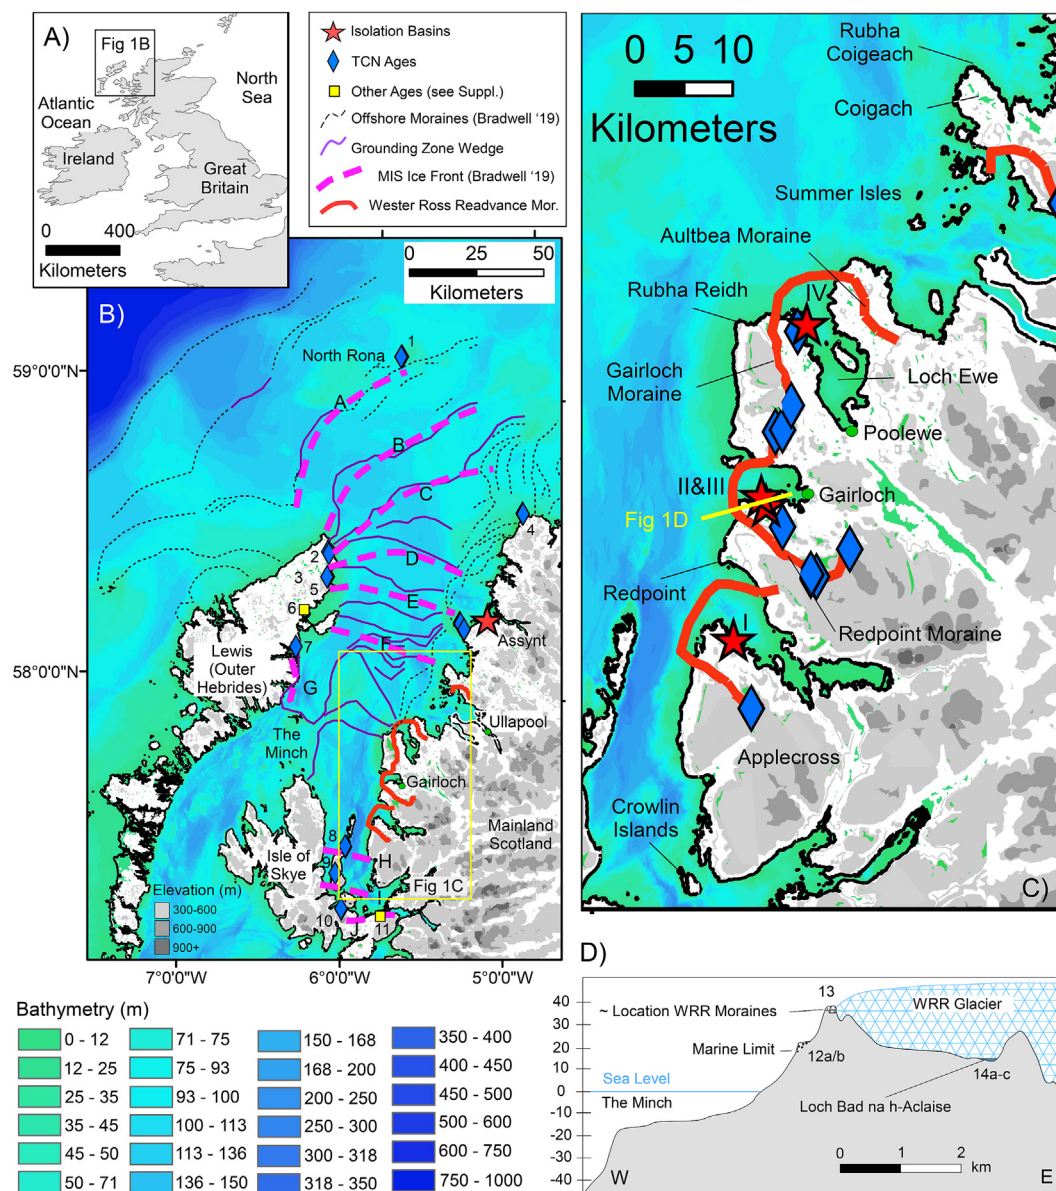 A)
Fig 1B
North
Sea
Atlantic
Ocean
Ireland
Great
Britain
0 400
Kilometers
Isolation Basins
TCN Ages
Other Ages (see Suppl.)
Offshore Moraines (Bradwell ‘19)
Grounding Zone Wedge
MIS Ice Front (Bradwell ‘19)
Wester Ross Readvance Mor.
B)
0 25 50
Kilometers
North Rona
1
59°0'0"N
A
B
C
2
4
3
D
5
E
6
Assynt
7
F
58°0'0"N
Lewis
(Outer
Hebrides)
G
The
Minch
Ullapool
Gairloch
Mainland
Scotland
8
Isle of
Skye
9
H
Fig 1C
I
10
J
11
Elevation (m)
300-600
600-900
900+
7°0'0"W 6°0'0"W 5°0'0"W
C)
0 5 10
Kilometers
Rubha
Coigeach
Coigach
Summer Isles
Aultbea Moraine
Rubha Reidh
IV
Gairloch
Moraine
Loch Ewe
Poolewe
II&III
Gairloch
Fig 1D
Redpoint
Redpoint Moraine
I
Applecross
Crowlin
Islands
Bathymetry (m)
0 - 12
12 - 25
25 - 35
35 - 45
45 - 50
50 - 71
71 - 75
75 - 93
93 - 100
100 - 113
113 - 136
136 - 150
150 - 168
168 - 200
200 - 250
250 - 300
300 - 318
318 - 350
350 - 400
400 - 450
450 - 500
500 - 600
600 - 750
750 - 1000
D)
40
30
20
10
0
-10
-20
-30
-40
13
~ Location WRR Moraines
WRR Glacier
Marine Limit
12a/b
14a-c
Sea Level
The Minch
Loch Bad na h-Aclaise
0 1 2
km
W E